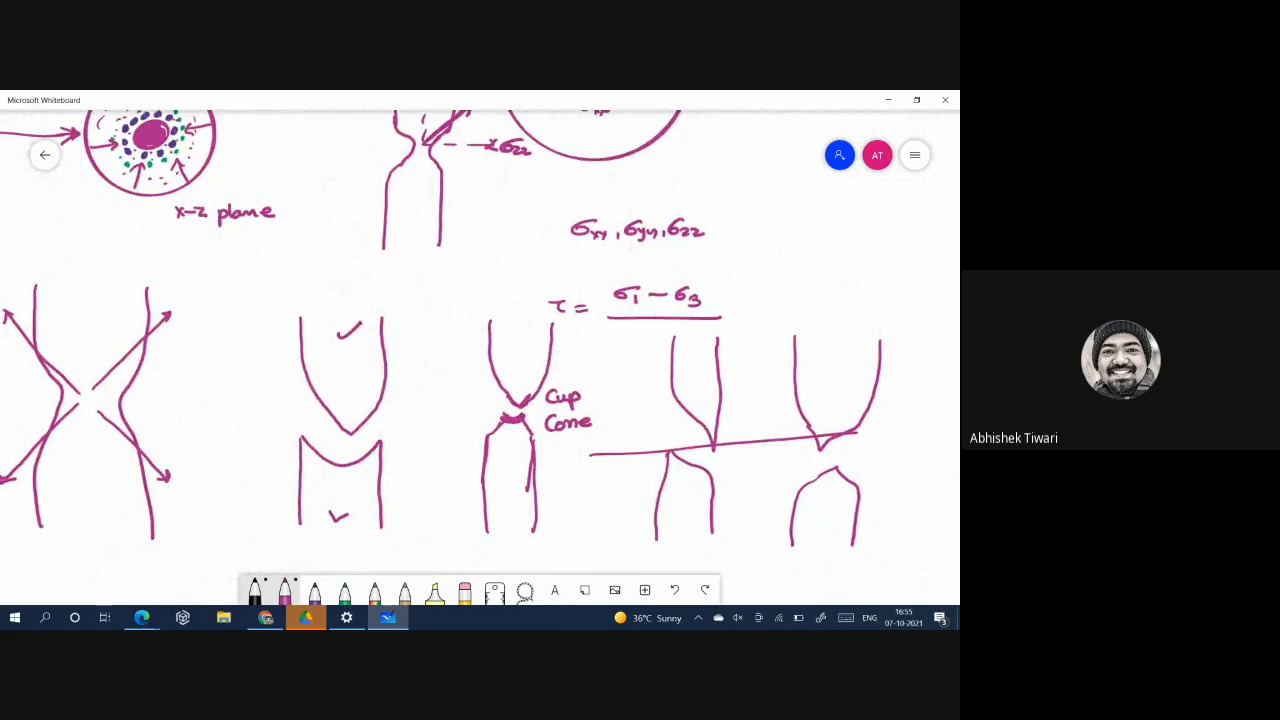 Microsoft Whiteboard
σzz
AT
x-z plane
σxx, σyy, σzz
τ = σ1 − σ3
Cup
Cone
Abhishek Tiwari
A
36°C Sunny
ENG
16:55
07-10-2021
3